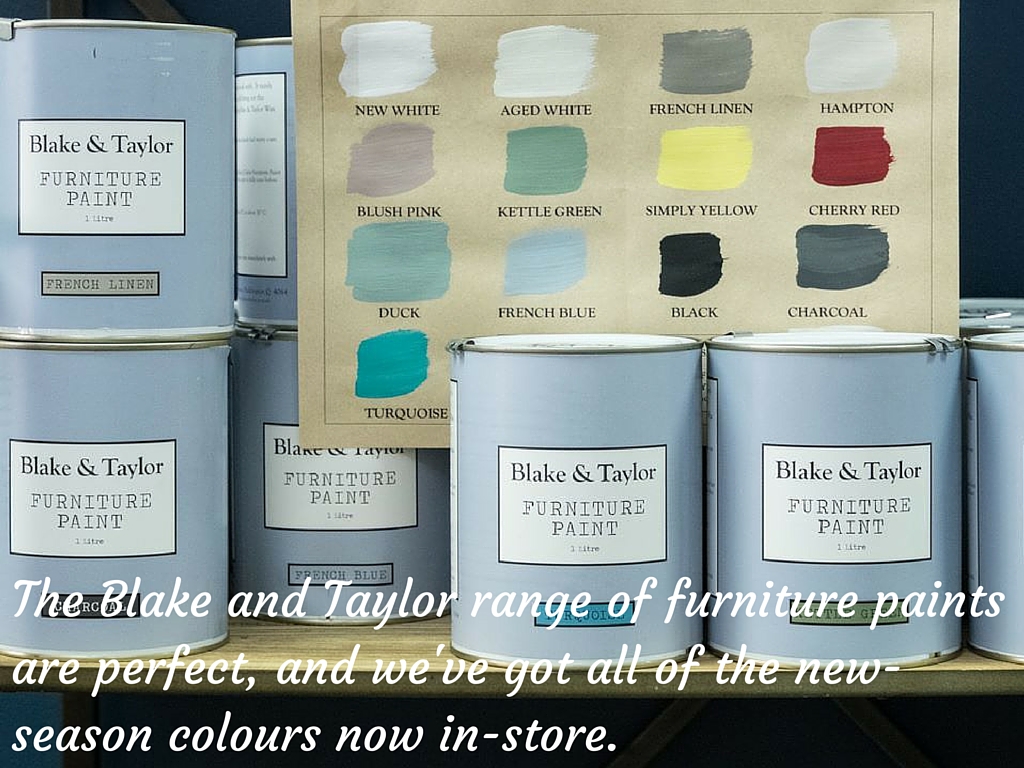 Blake & Taylor
FURNITURE
PAINT
1 Litre
FRENCH LINEN
NEW WHITE
AGED WHITE
FRENCH LINEN
HAMPTON
BLUSH PINK
KETTLE GREEN
SIMPLY YELLOW
CHERRY RED
DUCK
FRENCH BLUE
BLACK
CHARCOAL
TURQUOISE
Blake & Taylor
FURNITURE
PAINT
1 Litre
CHARCOAL
Blake & Taylor
FURNITURE
PAINT
1 Litre
FRENCH BLUE
Blake & Taylor
FURNITURE
PAINT
1 Litre
TURQUOISE
Blake & Taylor
FURNITURE
PAINT
1 Litre
The Blake and Taylor range of furniture paints
are perfect, and we've got all of the new-
season colours now in-store.